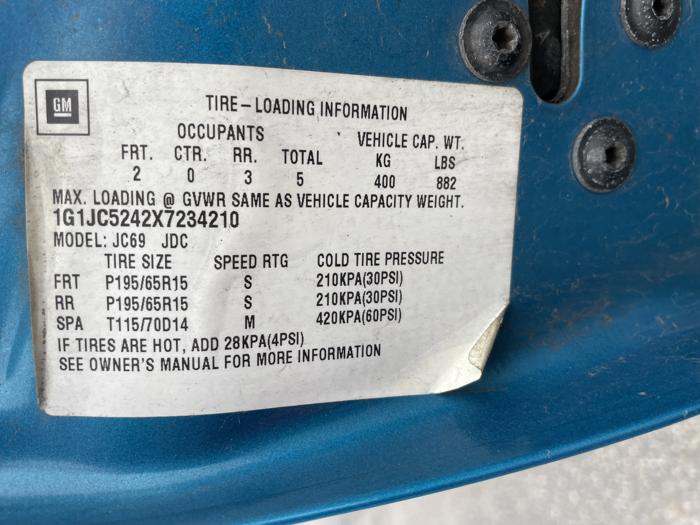 GM
TIRE-LOADING INFORMATION
OCCUPANTS VEHICLE CAP. WT.
FRT. CTR. RR. TOTAL KG LBS
2 0 3 5 400 882
MAX. LOADING @ GVWR SAME AS VEHICLE CAPACITY WEIGHT.
1G1JC5242X7234210
MODEL: JC69 JDC
TIRE SIZE SPEED RTG COLD TIRE PRESSURE
FRT P195/65R15 S 210KPA(30PSI)
RR P195/65R15 S 210KPA(30PSI)
SPA T115/70D14 M 420KPA(60PSI)
IF TIRES ARE HOT, ADD 28KPA(4PSI)
SEE OWNER'S MANUAL FOR MORE INFORMATION